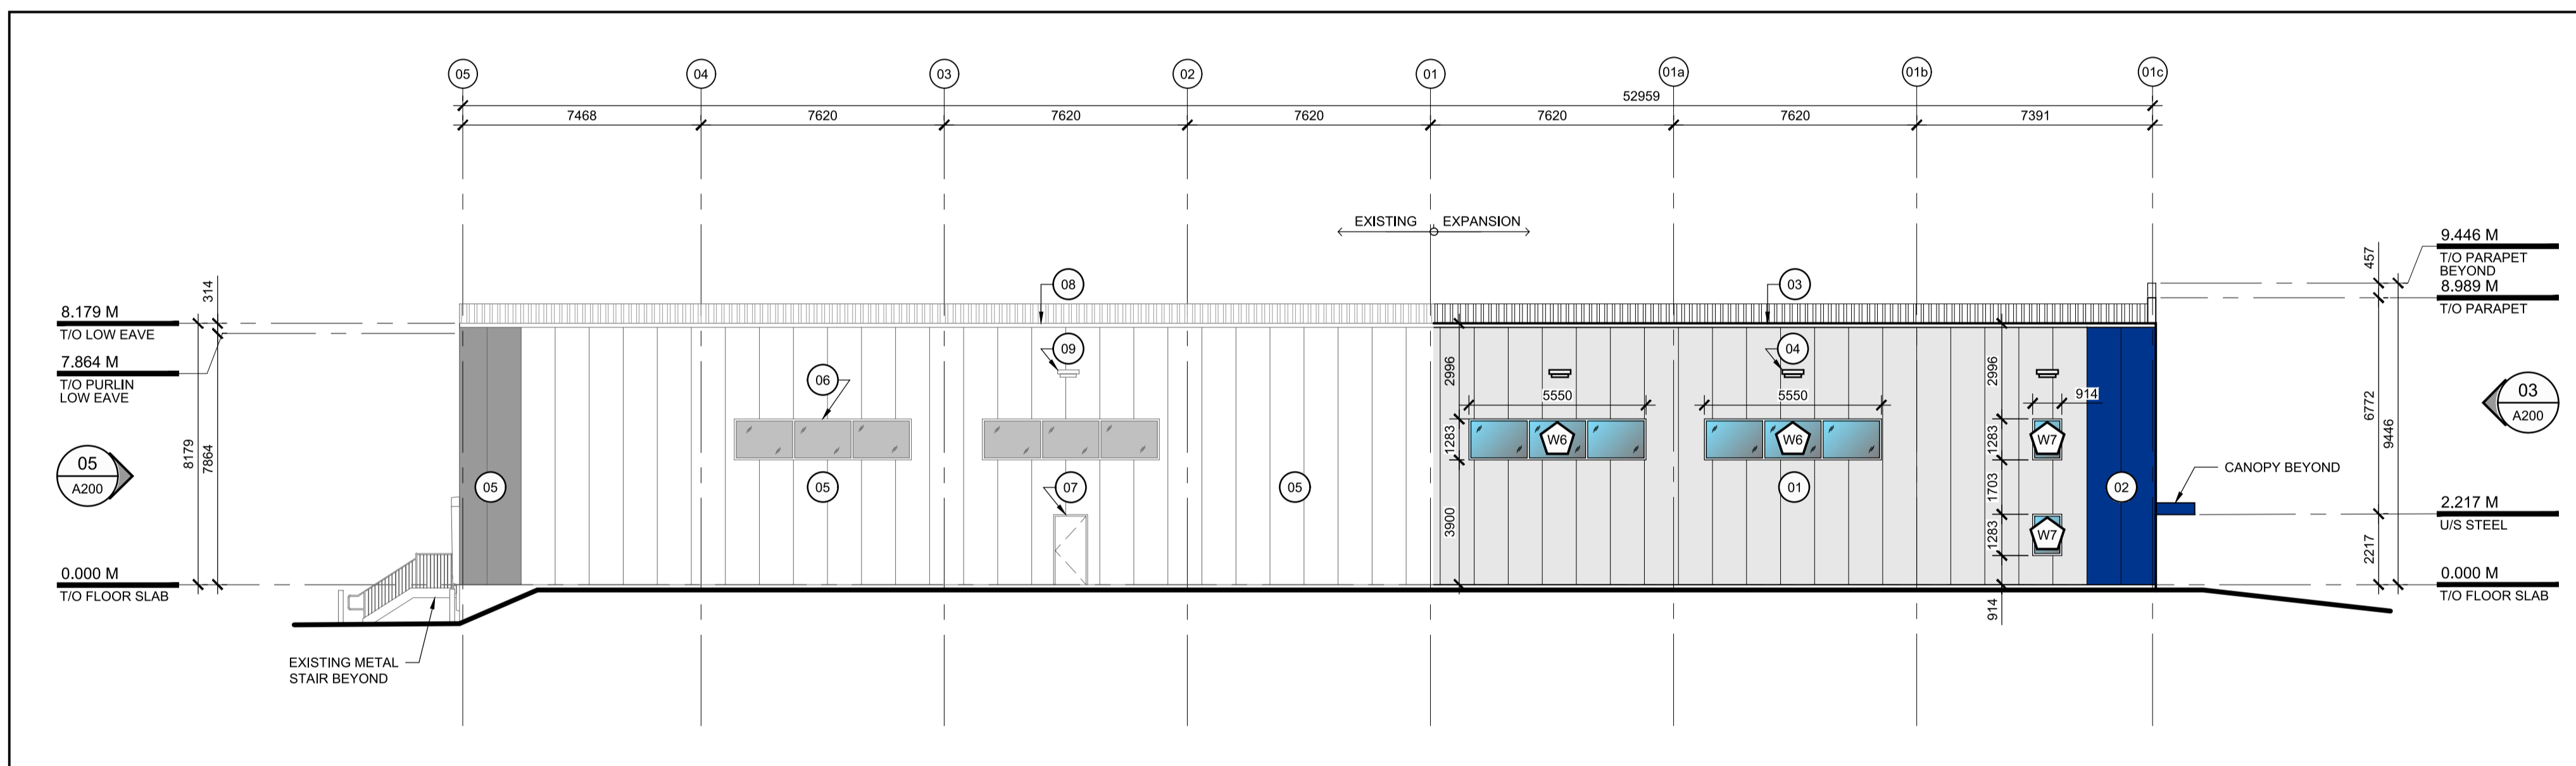 05 04 03 02 01 01a 01b 01c
52959
7468 7620 7620 7620 7620 7620 7391
EXISTING EXPANSION
9.446 M
T/O PARAPET
BEYOND
8.989 M
T/O PARAPET
457
314
8.179 M
T/O LOW EAVE
7.864 M
T/O PURLIN
LOW EAVE
08 03
09 04
06
2996 5550 5550 2996 914
03
A200
6772
9446
8179
7864
1283 W6 W6 1283 W7
05
A200
05 05 07 05 01 02
CANOPY BEYOND
3900
1703
2.217 M
U/S STEEL
1283 W7
2217
0.000 M
T/O FLOOR SLAB
0.000 M
T/O FLOOR SLAB
914
EXISTING METAL
STAIR BEYOND